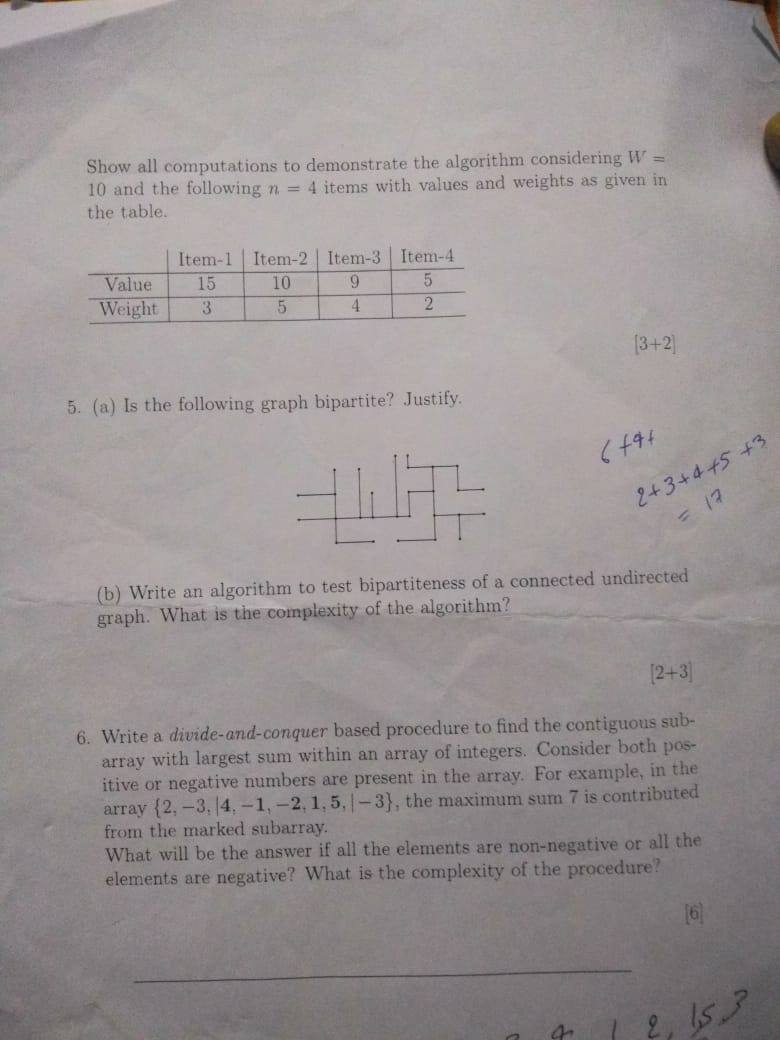 Show all computations to demonstrate the algorithm considering W =
10 and the following n = 4 items with values and weights as given in
the table.
Item-1 Item-2 Item-3 Item-4
Value 15 10 9 5
Weight 3 5 4 2
[3+2]
5. (a) Is the following graph bipartite? Justify.
6 +4+
2+3+4+5+3
= 17
(b) Write an algorithm to test bipartiteness of a connected undirected
graph. What is the complexity of the algorithm?
[2+3]
6. Write a divide-and-conquer based procedure to find the contiguous sub-
array with largest sum within an array of integers. Consider both pos-
itive or negative numbers are present in the array. For example, in the
array {2, −3, |4, −1, −2, 1, 5, | − 3}, the maximum sum 7 is contributed
from the marked subarray.
What will be the answer if all the elements are non-negative or all the
elements are negative? What is the complexity of the procedure?
[6]
2, 15, 3